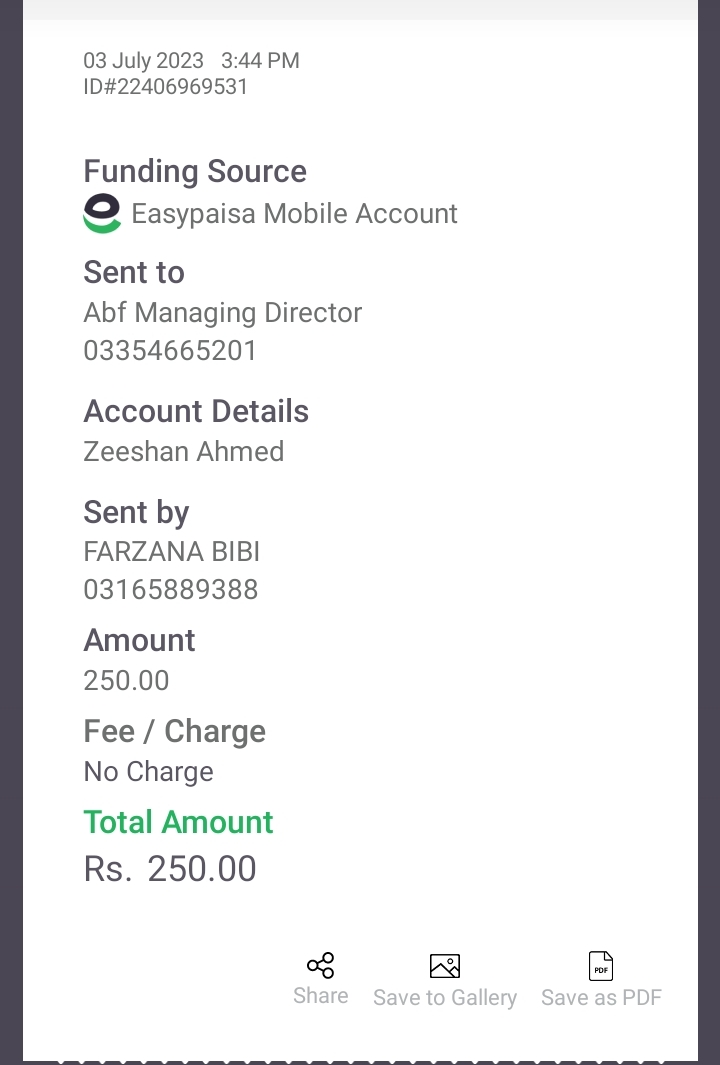 03 July 2023 3:44 PM
ID#22406969531
Funding Source
Easypaisa Mobile Account
Sent to
Abf Managing Director
03354665201
Account Details
Zeeshan Ahmed
Sent by
FARZANA BIBI
03165889388
Amount
250.00
Fee / Charge
No Charge
Total Amount
Rs. 250.00
PDF
Share Save to Gallery Save as PDF